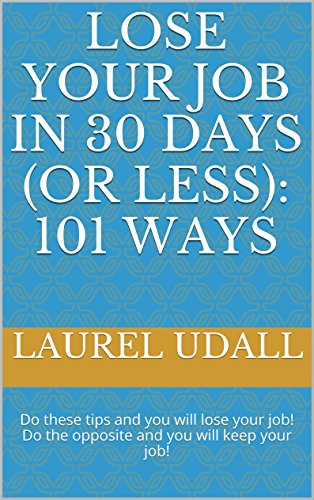 LOSE
YOUR JOB
IN 30 DAYS
(OR LESS):
101 WAYS
LAUREL UDALL
Do these tips and you will lose your job!
Do the opposite and you will keep your
job!